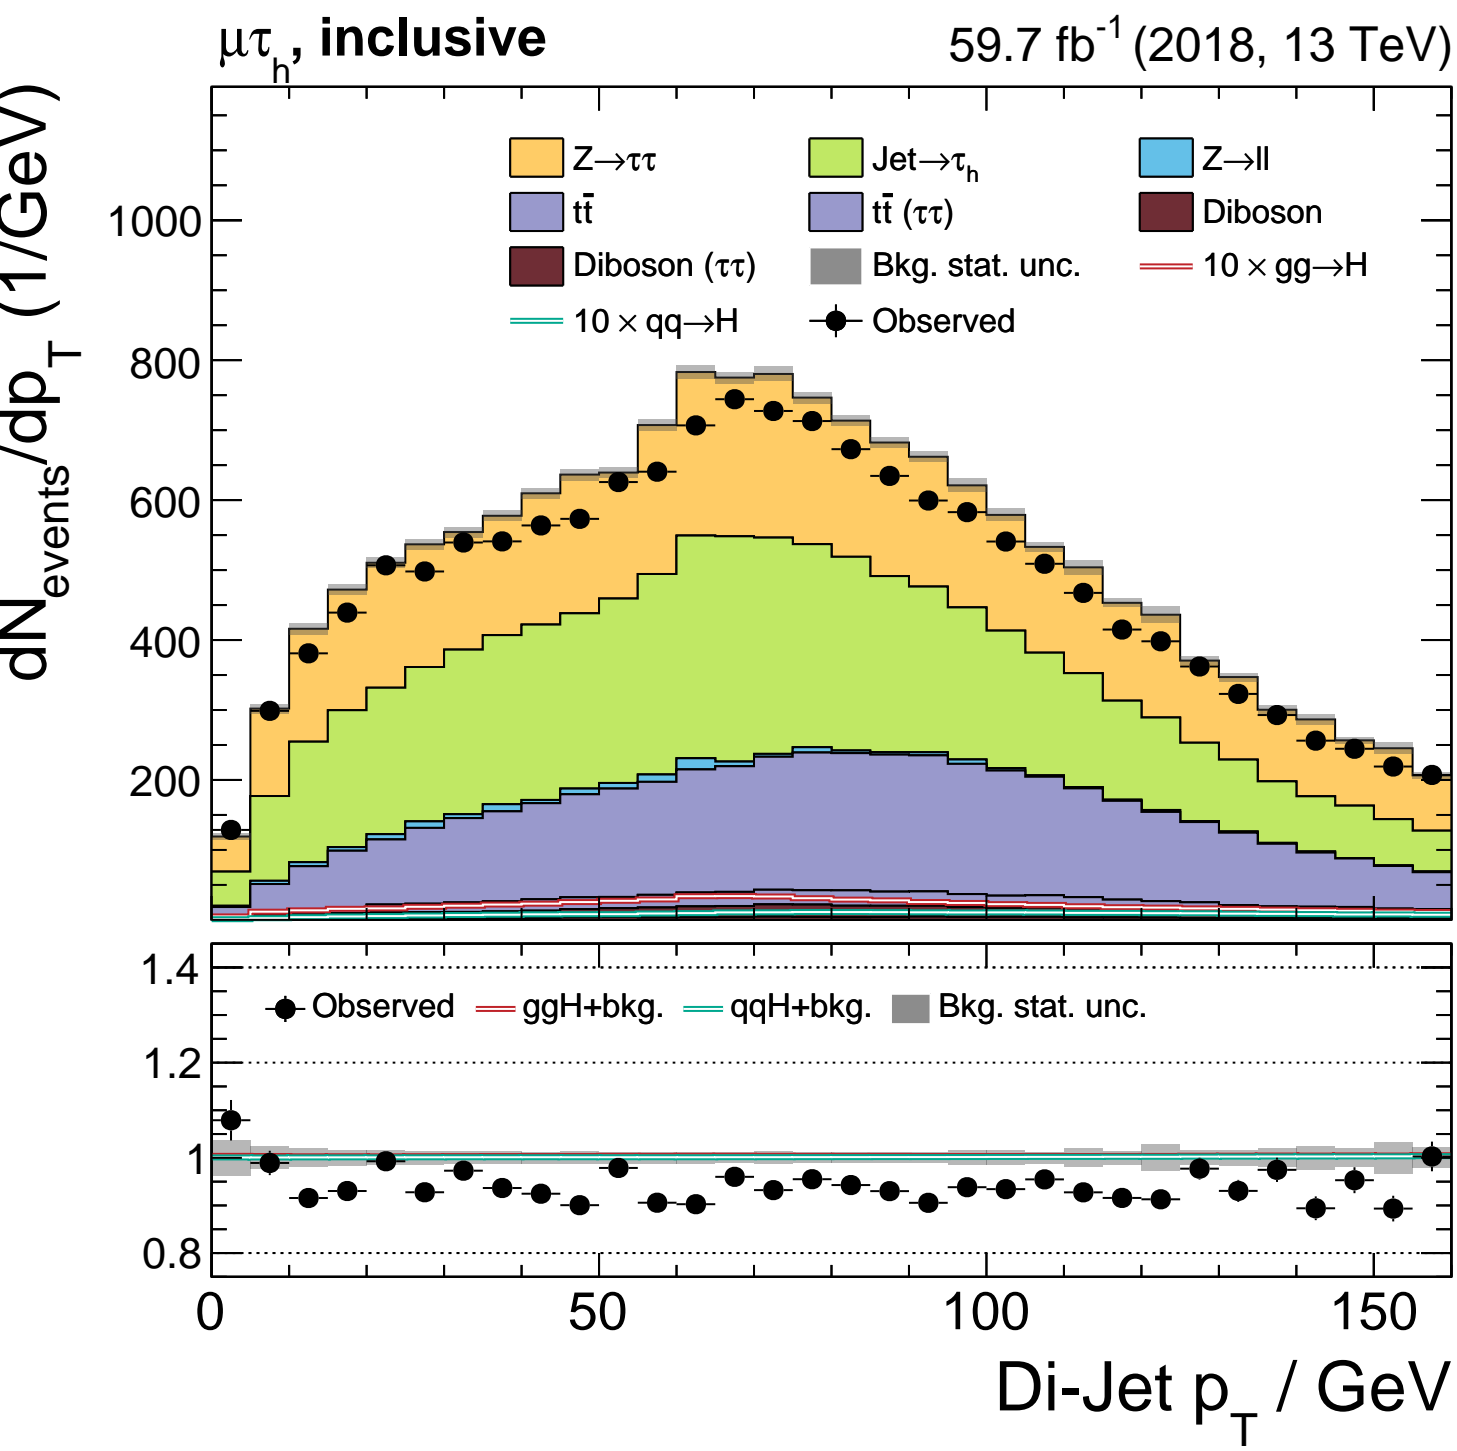 μτh, inclusive
59.7 fb-1 (2018, 13 TeV)
dNevents/dpT (1/GeV)
Z→ττ
Jet→τh
Z→ll
tt̄
tt̄ (ττ)
Diboson
Diboson (ττ)
Bkg. stat. unc.
10 × gg→H
10 × qq→H
Observed
1000
800
600
400
200
1.4
Observed
ggH+bkg.
qqH+bkg.
Bkg. stat. unc.
1.2
1
0.8
0
50
100
150
Di-Jet pT / GeV